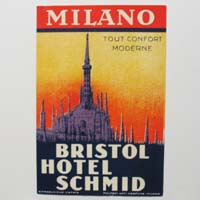 MILANO
TOUT CONFORT
MODERNE
BRISTOL
HOTEL
SCHMID